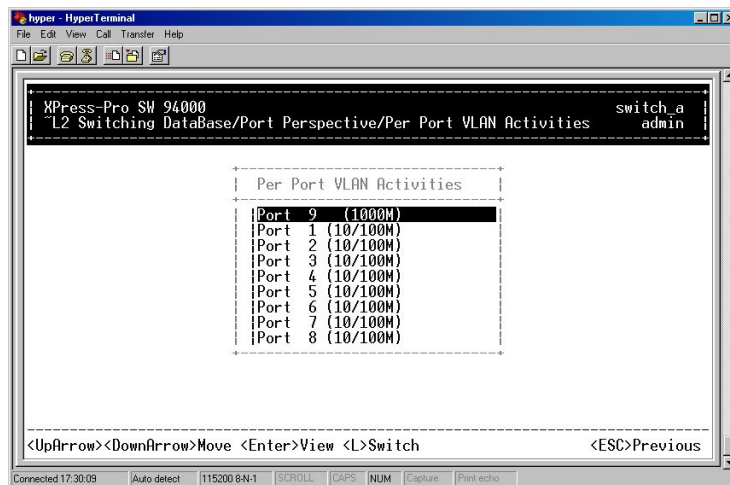 hyper - HyperTerminal
File Edit View Call Transfer Help
XPress-Pro SW 94000 switch_a
~L2 Switching DataBase/Port Perspective/Per Port VLAN Activities admin
Per Port VLAN Activities
Port 9 (1000M)
Port 1 (10/100M)
Port 2 (10/100M)
Port 3 (10/100M)
Port 4 (10/100M)
Port 5 (10/100M)
Port 6 (10/100M)
Port 7 (10/100M)
Port 8 (10/100M)
<UpArrow><DownArrow>Move <Enter>View <L>Switch <ESC>Previous
Connected 17:30:09 Auto detect 115200 8-N-1 SCROLL CAPS NUM Capture Print echo